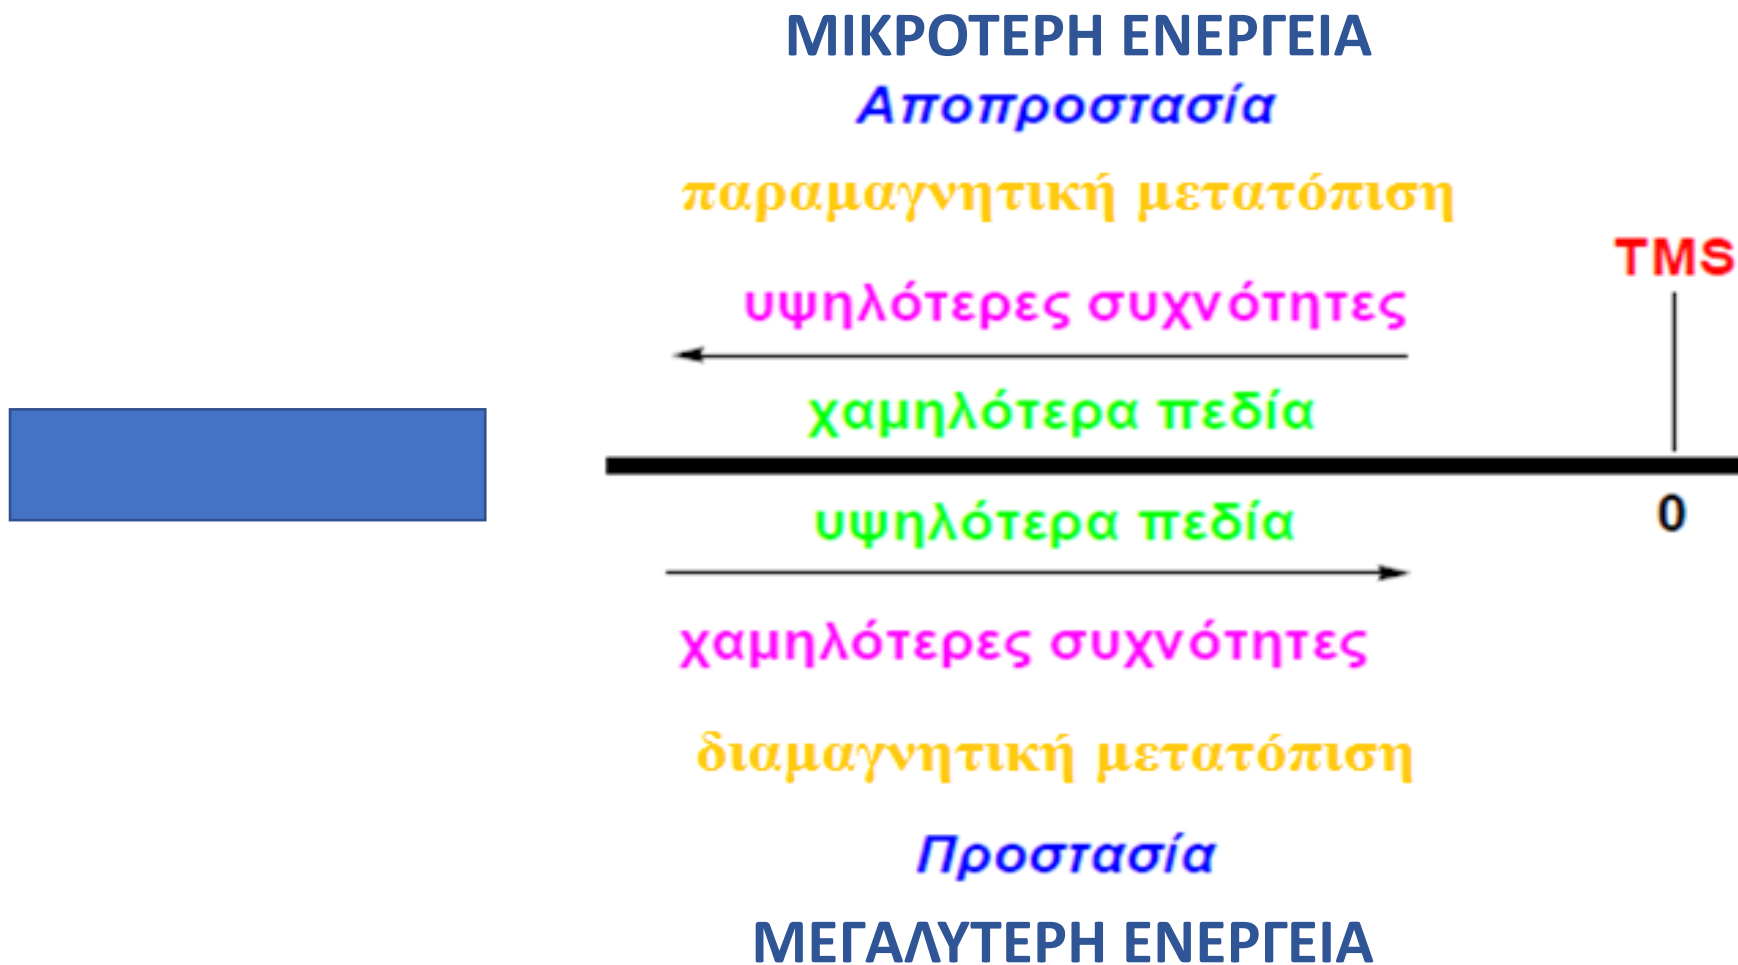 ΜΙΚΡΟΤΕΡΗ ΕΝΕΡΓΕΙΑ
Αποπροστασία
παραμαγνητική μετατόπιση
TMS
υψηλότερες συχνότητες
χαμηλότερα πεδία
υψηλότερα πεδία
0
χαμηλότερες συχνότητες
διαμαγνητική μετατόπιση
Προστασία
ΜΕΓΑΛΥΤΕΡΗ ΕΝΕΡΓΕΙΑ